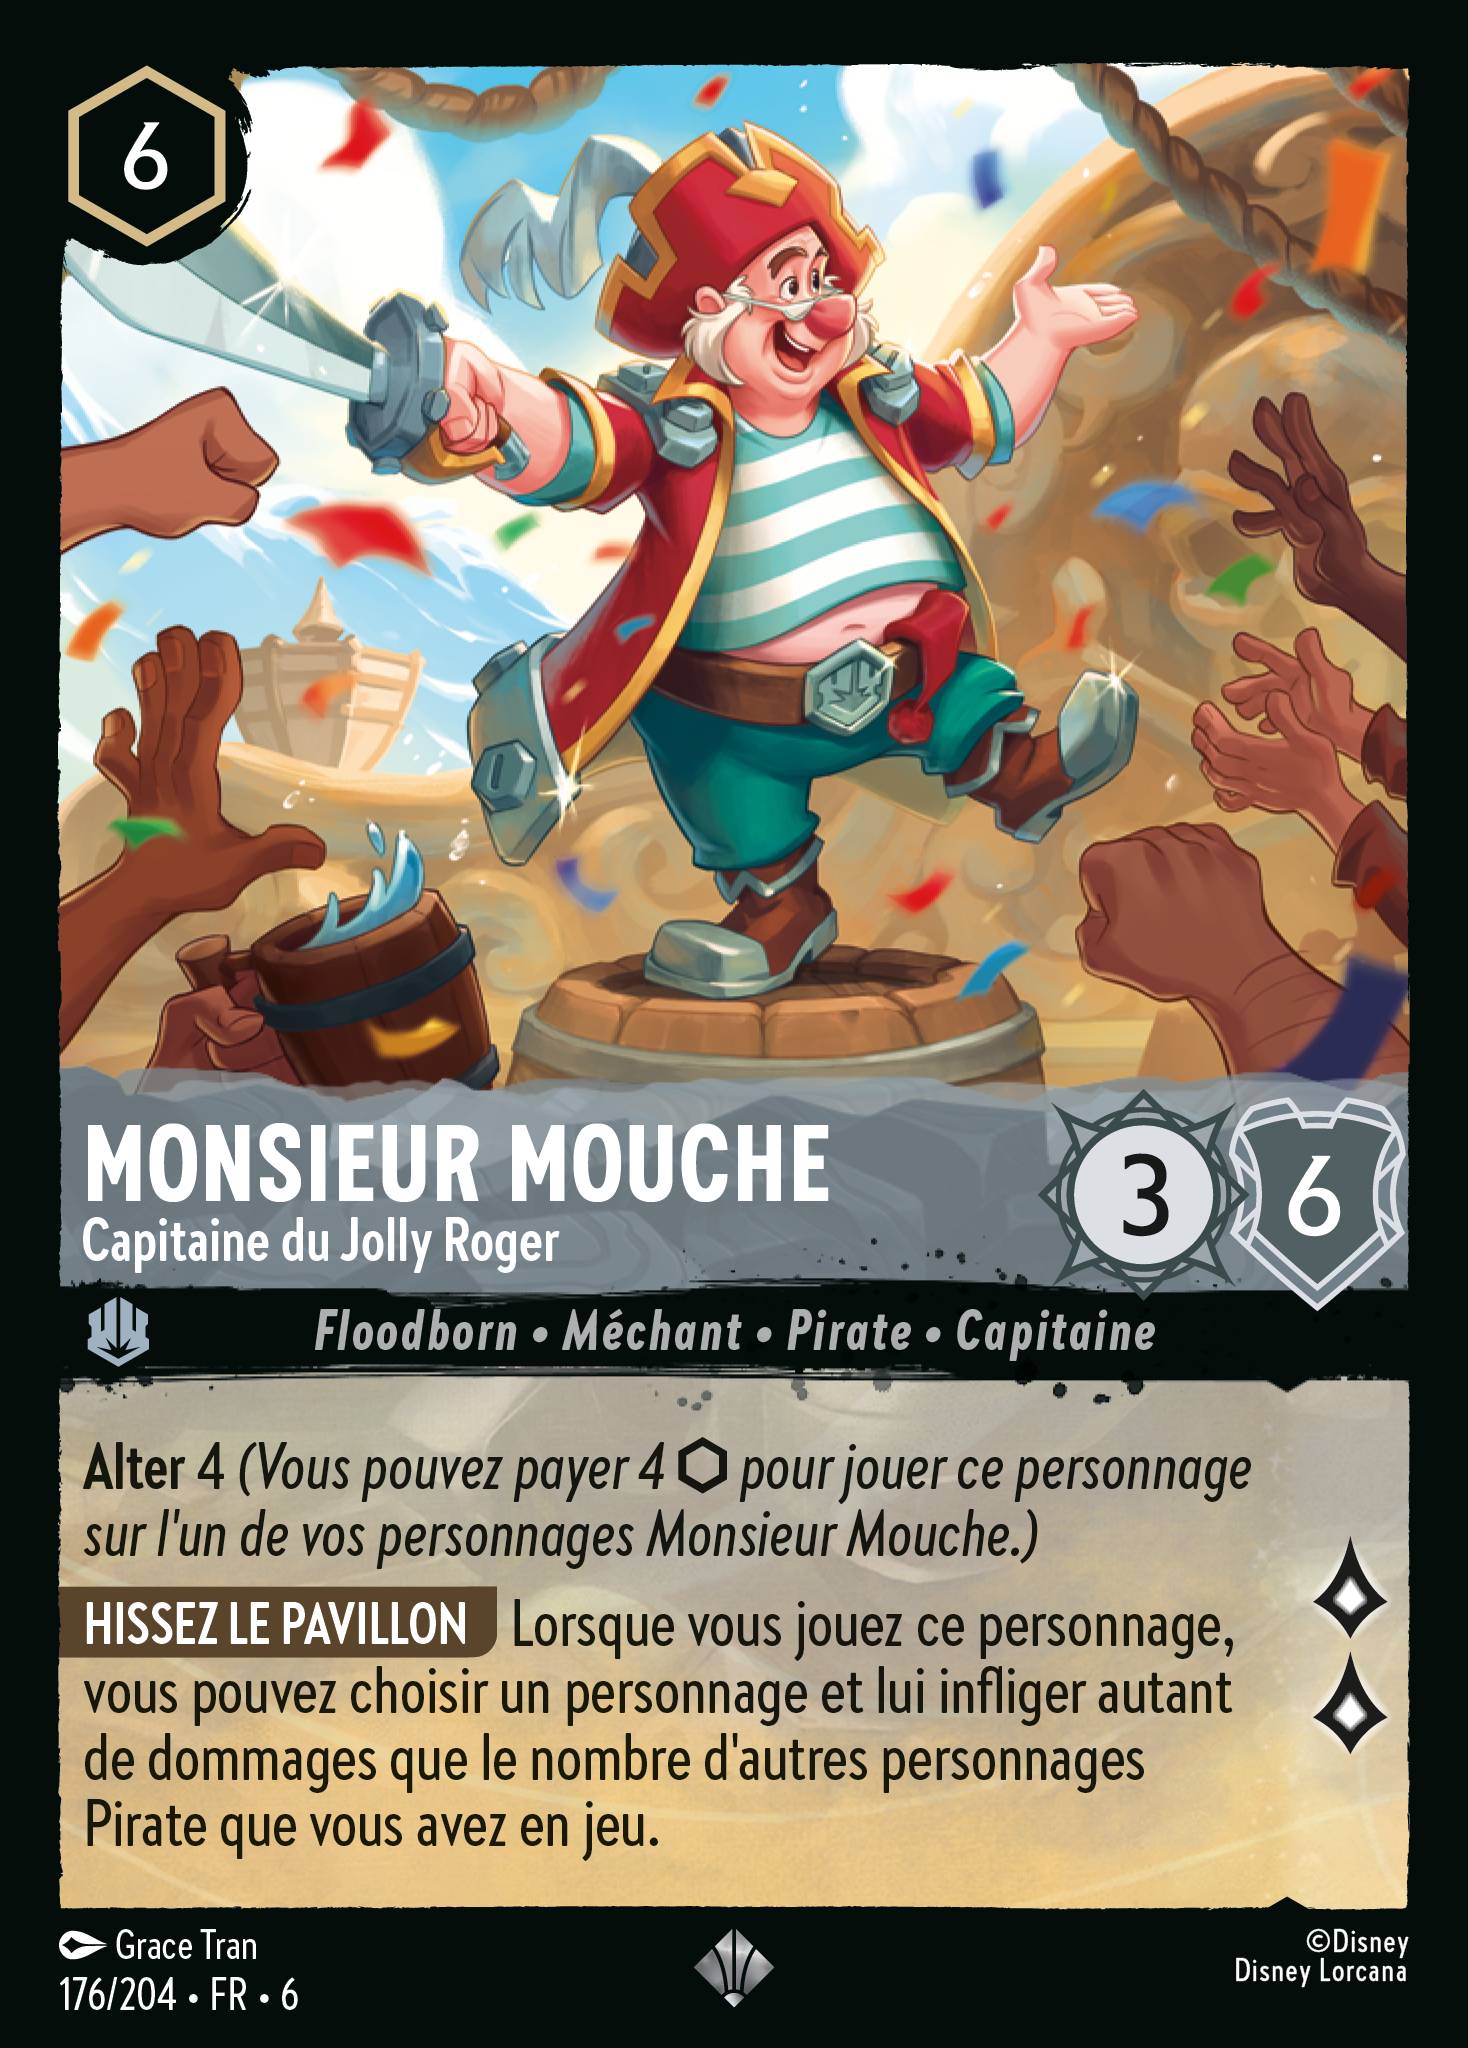 6
MONSIEUR MOUCHE
Capitaine du Jolly Roger
3
6
Floodborn • Méchant • Pirate • Capitaine
Alter 4 (Vous pouvez payer 4 ⬡ pour jouer ce personnage
sur l'un de vos personnages Monsieur Mouche.)
HISSEZ LE PAVILLON Lorsque vous jouez ce personnage,
vous pouvez choisir un personnage et lui infliger autant
de dommages que le nombre d'autres personnages
Pirate que vous avez en jeu.
Grace Tran
176/204 • FR • 6
©Disney
Disney Lorcana